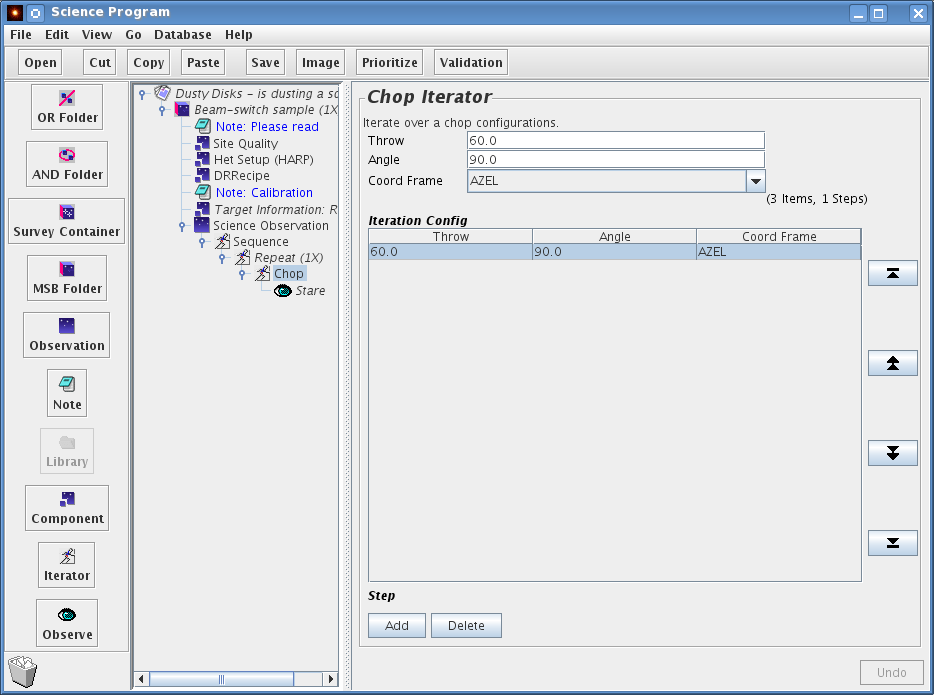 Science Program
File Edit View Go Database Help
Open Cut Copy Paste Save Image Prioritize Validation
OR Folder
AND Folder
Survey Container
MSB Folder
Observation
Note
Library
Component
Iterator
Observe
Dusty Disks - is dusting a sc
Beam-switch sample (1X
Note: Please read
Site Quality
Het Setup (HARP)
DRRecipe
Note: Calibration
Target Information: R
Science Observation
Sequence
Repeat (1X)
Chop
Stare
Chop Iterator
Iterate over a chop configurations.
Throw 60.0
Angle 90.0
Coord Frame AZEL
(3 Items, 1 Steps)
Iteration Config
Throw Angle Coord Frame
60.0 90.0 AZEL
Step
Add Delete
Undo